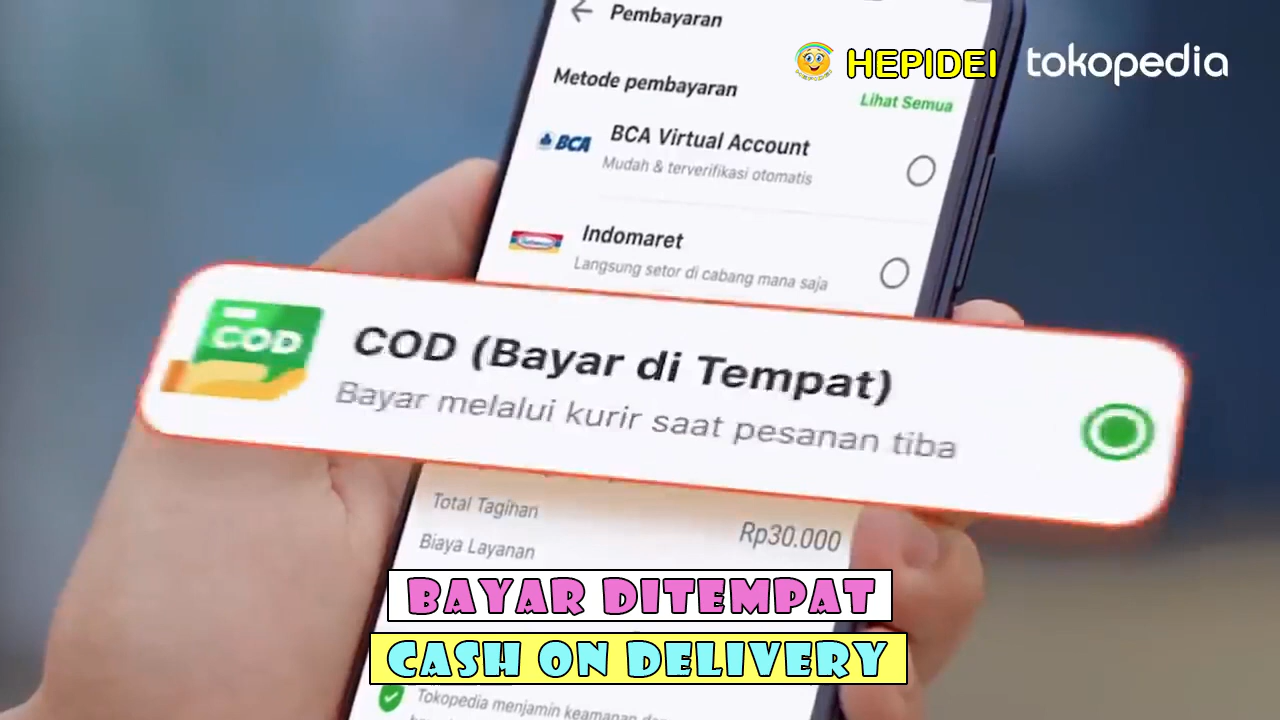 Pembayaran
HEPIDEI
tokopedia
Metode pembayaran
Lihat Semua
BCA
BCA Virtual Account
Mudah & terverifikasi otomatis
Indomaret
Indomaret
Langsung setor di cabang mana saja
COD
COD (Bayar di Tempat)
Bayar melalui kurir saat pesanan tiba
Total Tagihan
Rp30.000
Biaya Layanan
BAYAR DITEMPAT
CASH ON DELIVERY
Tokopedia menjamin keamanan